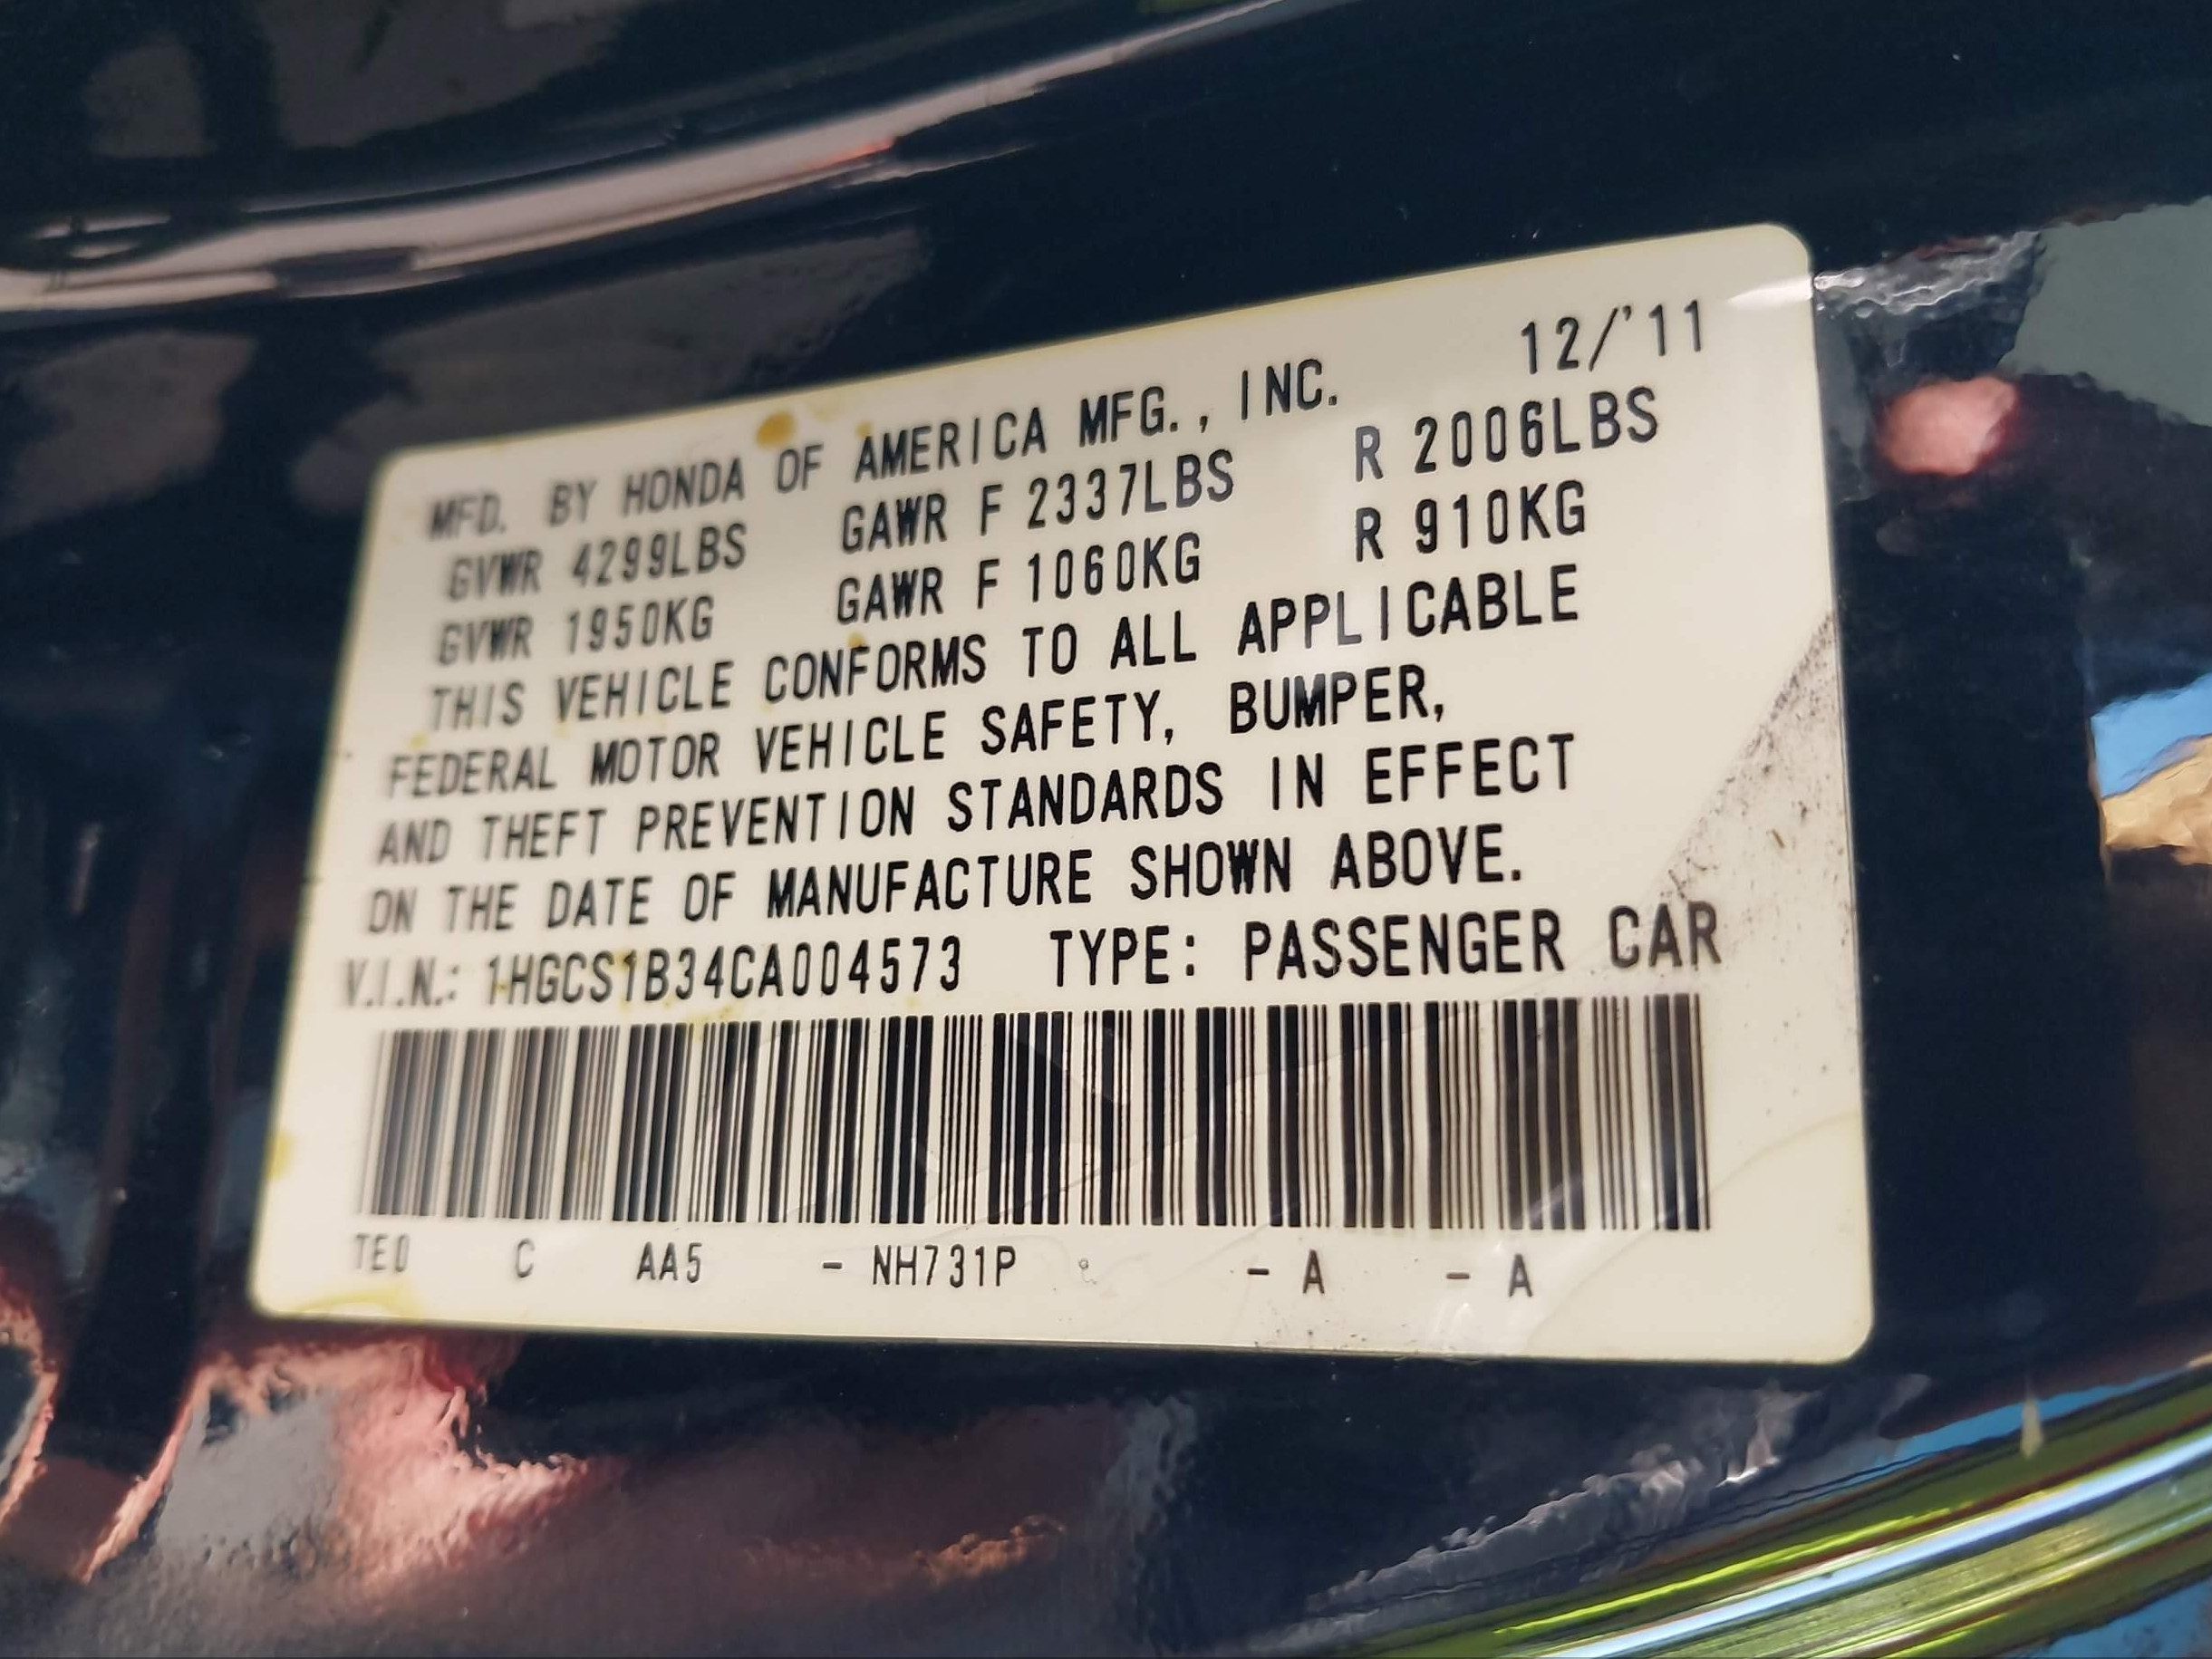 12/'11
MFD. BY HONDA OF AMERICA MFG., INC.
GVWR 4299LBS GAWR F 2337LBS R 2006LBS
GVWR 1950KG GAWR F 1060KG R 910KG
THIS VEHICLE CONFORMS TO ALL APPLICABLE
FEDERAL MOTOR VEHICLE SAFETY, BUMPER,
AND THEFT PREVENTION STANDARDS IN EFFECT
ON THE DATE OF MANUFACTURE SHOWN ABOVE.
V.I.N.: 1HGCS1B34CA004573 TYPE: PASSENGER CAR
TE0 C AA5 - NH731P - A - A